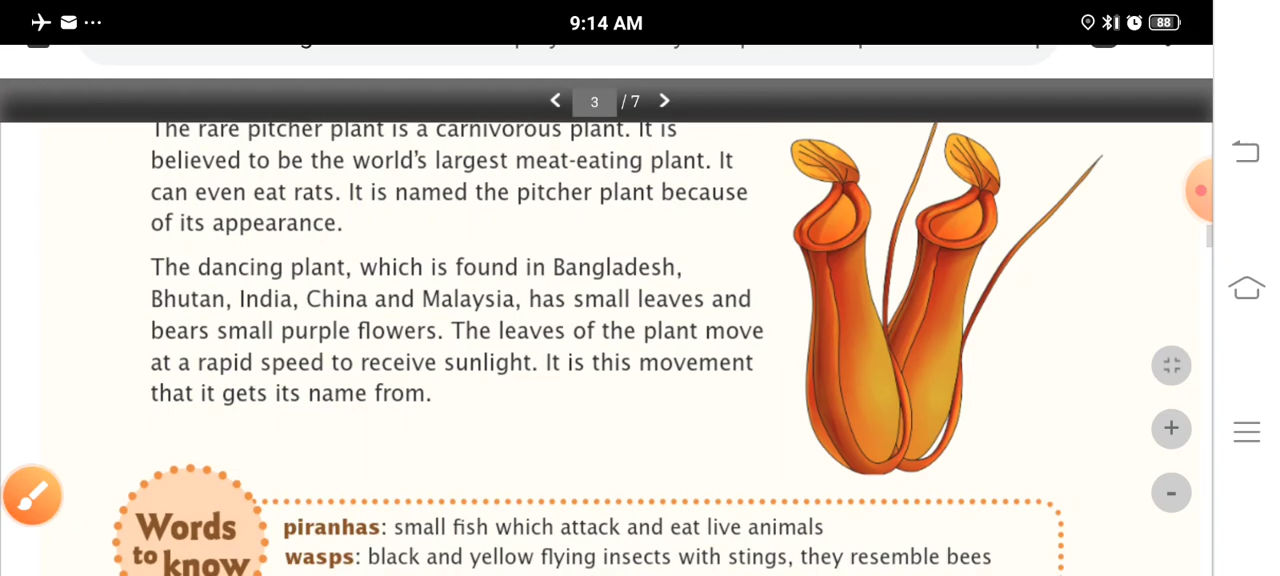 9:14 AM
88
3 / 7
The rare pitcher plant is a carnivorous plant. It is
believed to be the world's largest meat-eating plant. It
can even eat rats. It is named the pitcher plant because
of its appearance.
The dancing plant, which is found in Bangladesh,
Bhutan, India, China and Malaysia, has small leaves and
bears small purple flowers. The leaves of the plant move
at a rapid speed to receive sunlight. It is this movement
that it gets its name from.
Words
to know
piranhas: small fish which attack and eat live animals
wasps: black and yellow flying insects with stings, they resemble bees